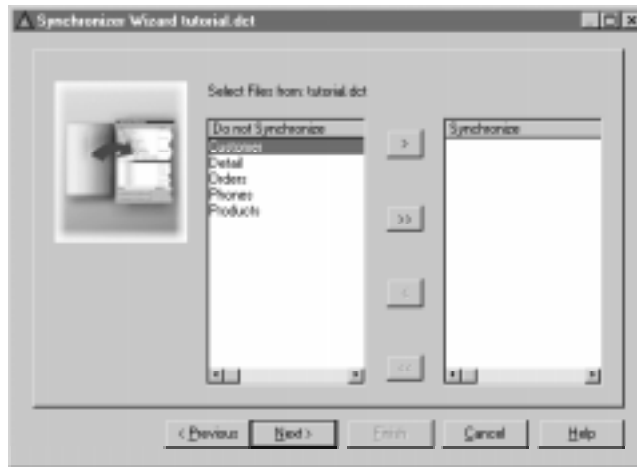 Synchronizer Wizard tutorial.dct
Select Files from: tutorial.dct
Do not Synchronize
Customer
Detail
Orders
Phones
Products
>
>>
<
<<
Synchronize
< Previous
Next >
Finish
Cancel
Help